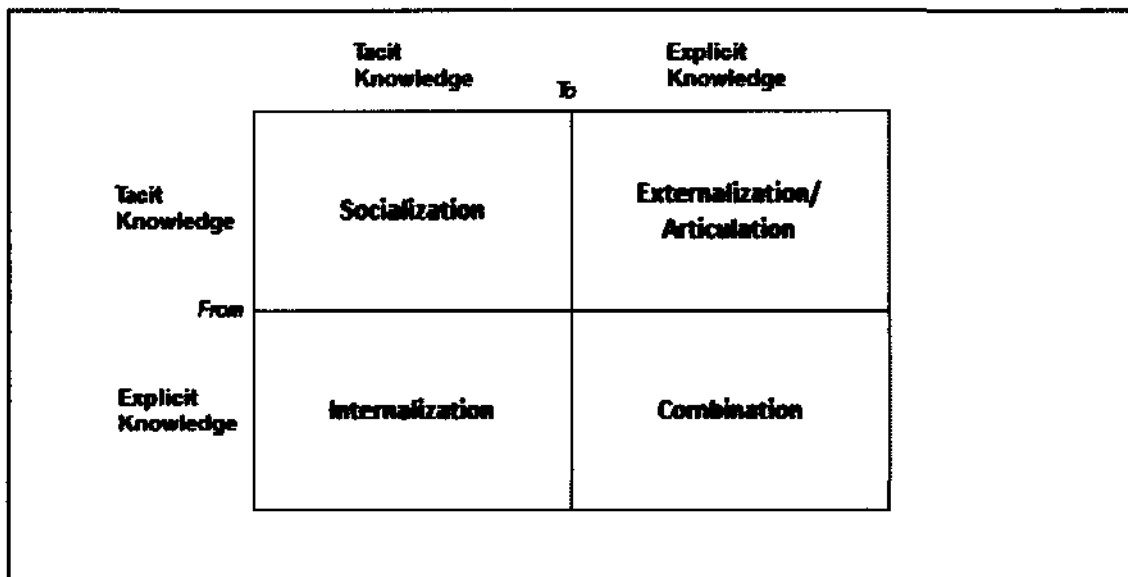 Tacit
Knowledge
Explicit
Knowledge
To
Tacit
Knowledge
Socialization
Externalization/
Articulation
From
Explicit
Knowledge
Internalization
Combination